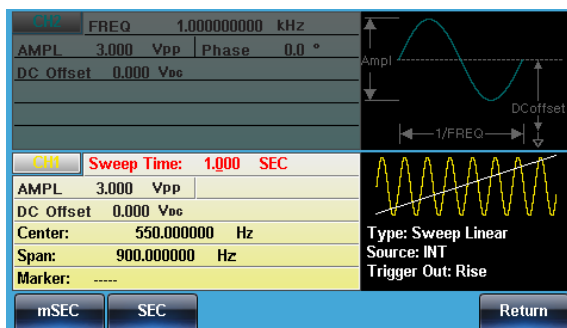 CH2 FREQ 1.000000000 kHz
AMPL 3.000 Vpp Phase 0.0 °
DC Offset 0.000 VDC
Ampl
DCoffset
1/FREQ
CH1 Sweep Time: 1.000 SEC
AMPL 3.000 Vpp
DC Offset 0.000 VDC
Center: 550.000000 Hz
Span: 900.000000 Hz
Marker: -----
Type: Sweep Linear
Source: INT
Trigger Out: Rise
mSEC SEC Return